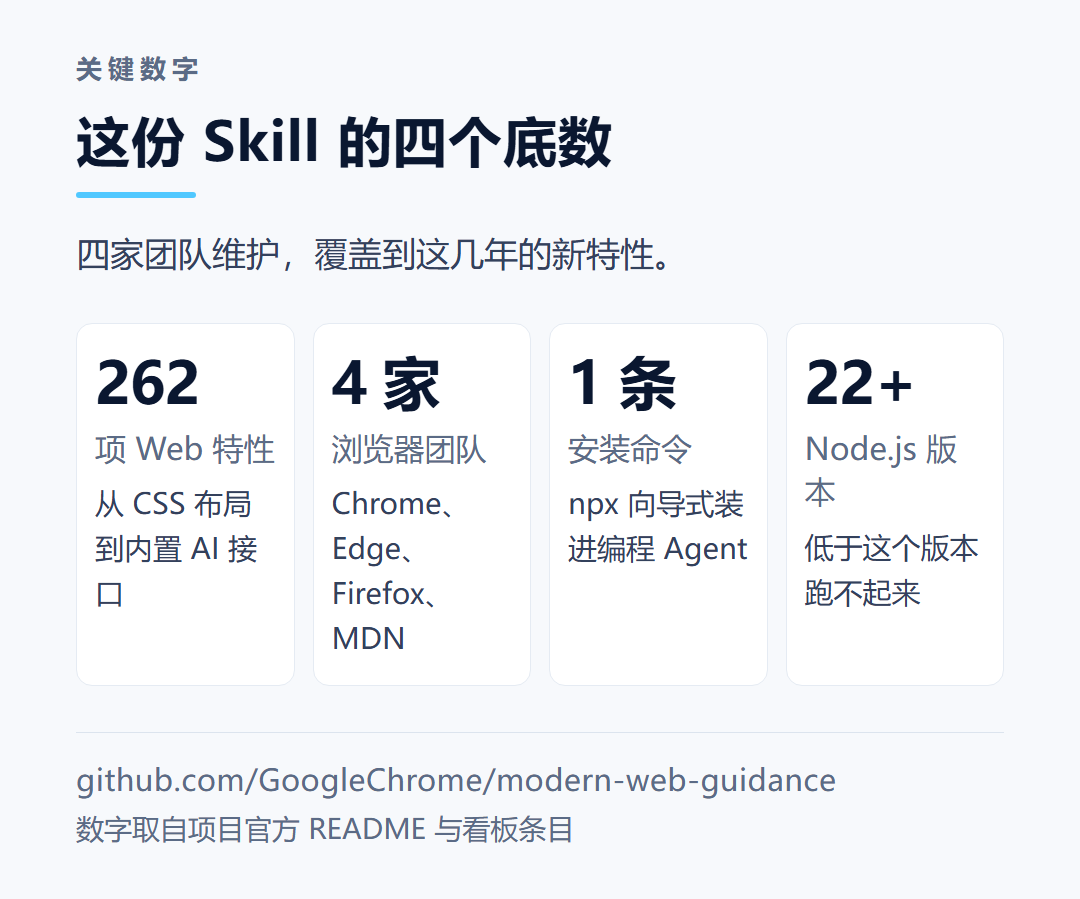 关键数字
这份 Skill 的四个底数
四家团队维护，覆盖到这几年的新特性。
262
项 Web 特性
从 CSS 布局
到内置 AI 接
口
4 家
浏览器团队
Chrome、
Edge、
Firefox、
MDN
1 条
安装命令
npx 向导式装
进编程 Agent
22+
Node.js 版
本
低于这个版本
跑不起来
github.com/GoogleChrome/modern-web-guidance
数字取自项目官方 README 与看板条目